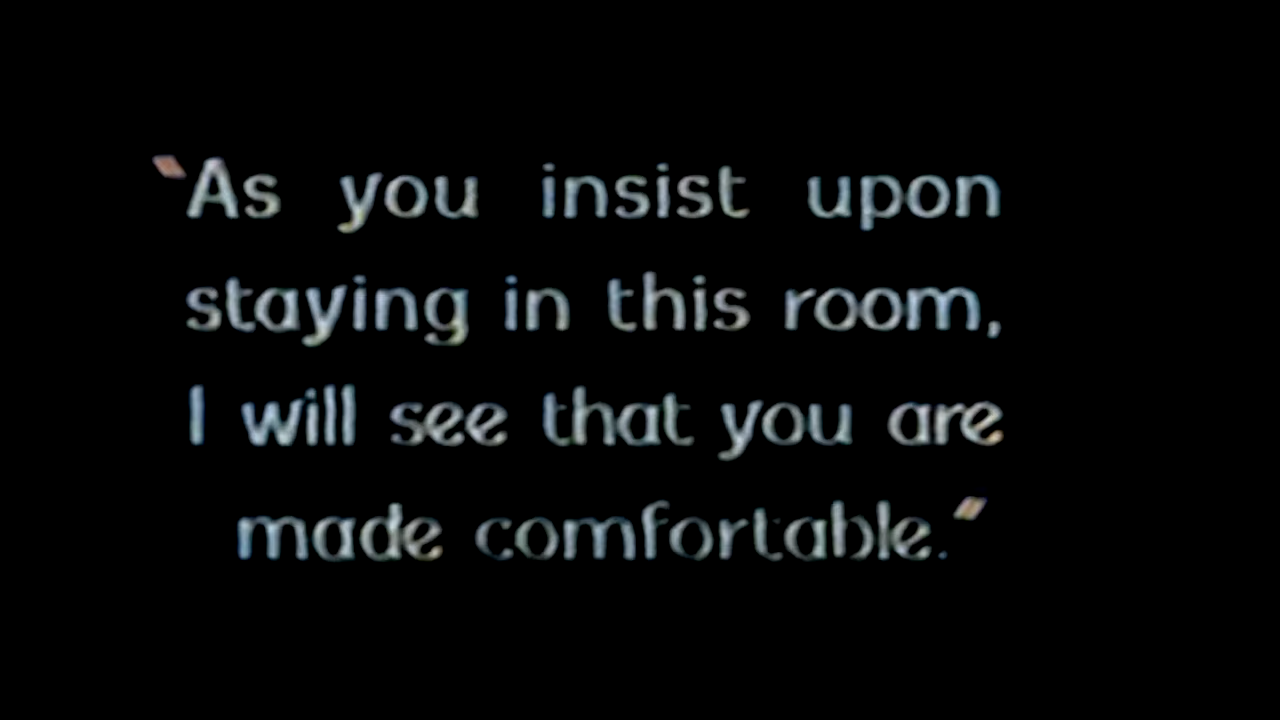 “As you insist upon
staying in this room,
I will see that you are
made comfortable.”